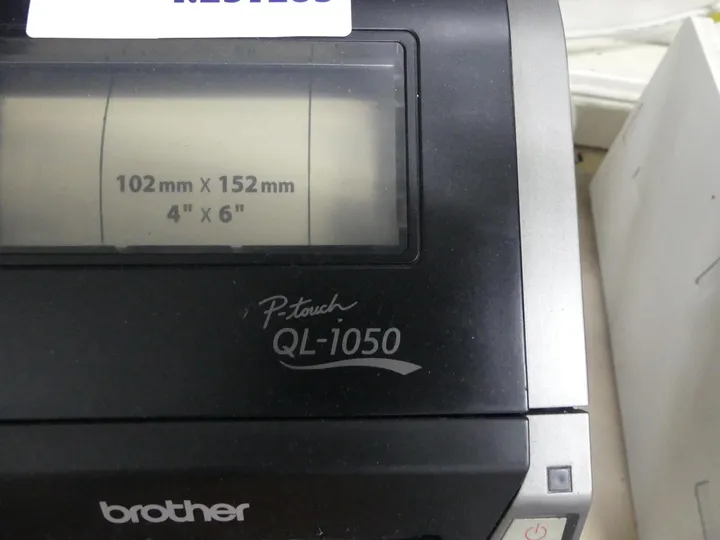 102mm X 152mm
4" X 6"
P-touch
QL-1050
brother